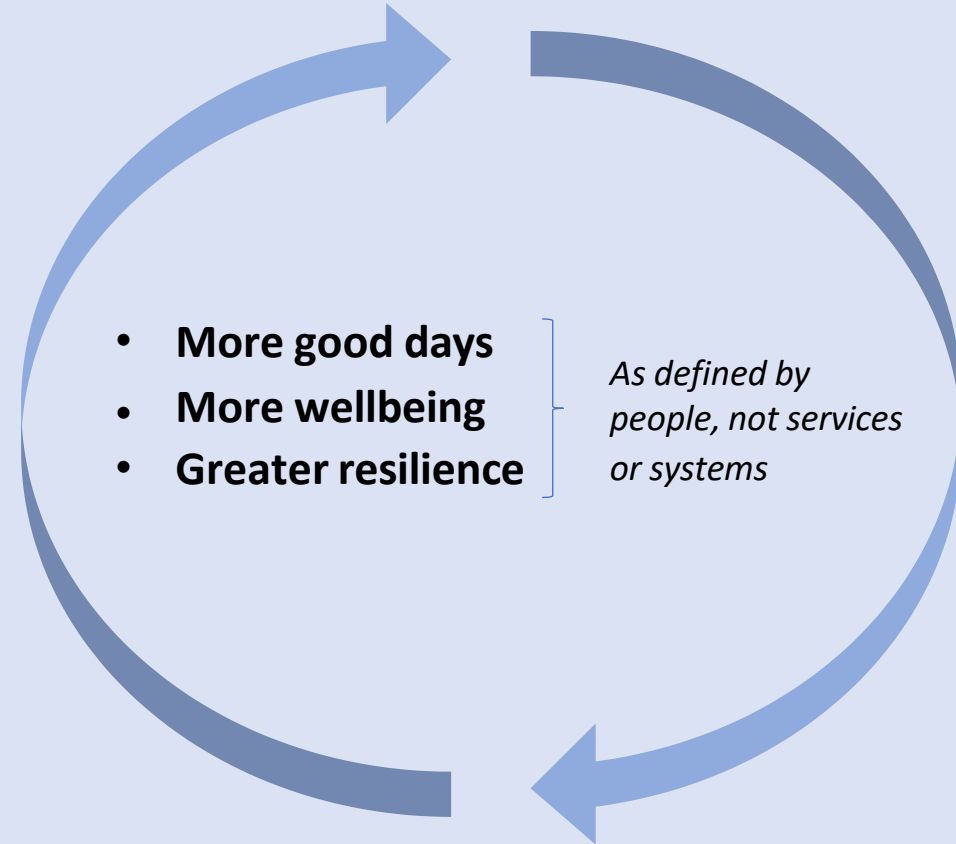 • More good days
• More wellbeing
• Greater resilience
As defined by
people, not services
or systems